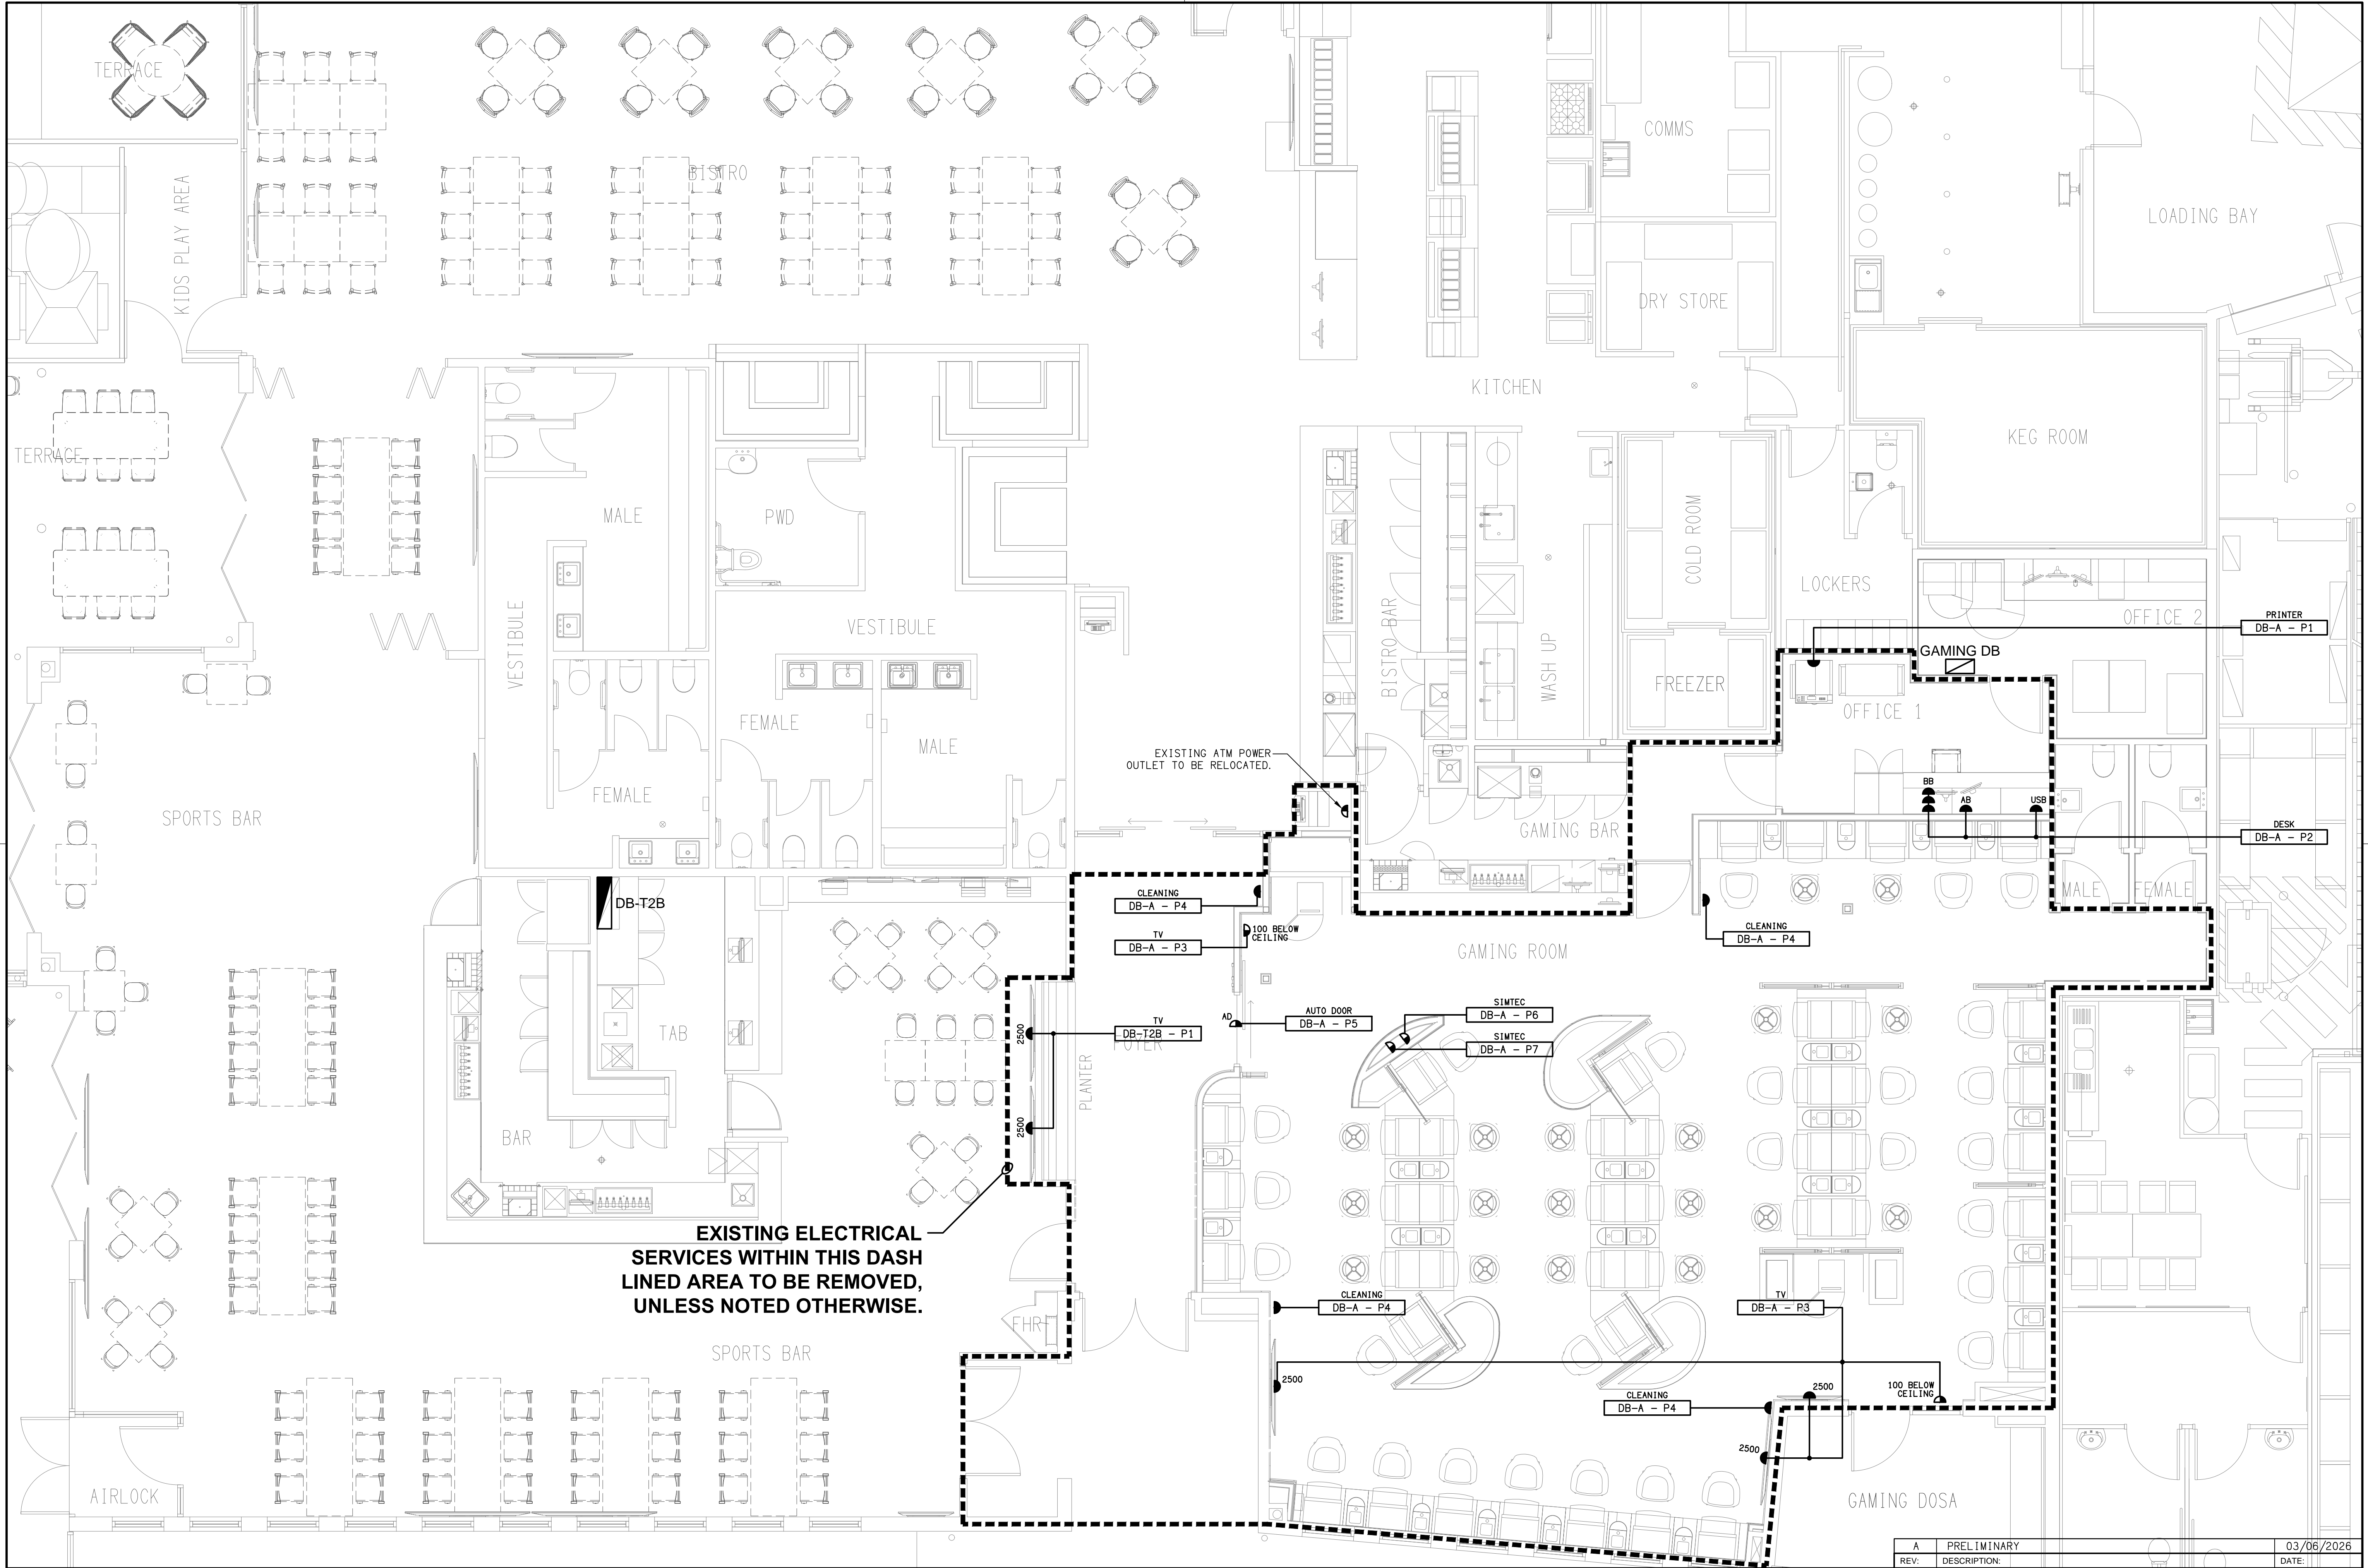 TERRACE
KIDS PLAY AREA
BISTRO
COMMS
LOADING BAY
DRY STORE
KITCHEN
KEG ROOM
TERRACE
MALE
PWD
VESTIBULE
VESTIBULE
BISTRO BAR
WASH UP
COLD ROOM
LOCKERS
OFFICE 2
PRINTER
DB-A - P1
GAMING DB
FREEZER
OFFICE 1
FEMALE
MALE
EXISTING ATM POWER
OUTLET TO BE RELOCATED.
FEMALE
SPORTS BAR
GAMING BAR
BB
AB
USB
DESK
DB-A - P2
MALE
FEMALE
DB-T2B
CLEANING
DB-A - P4
100 BELOW
CEILING
TV
DB-A - P3
CLEANING
DB-A - P4
GAMING ROOM
TAB
2500
TV
DB-T2B - P1
FOYER
AD
AUTO DOOR
DB-A - P5
SIMTEC
DB-A - P6
SIMTEC
DB-A - P7
PLANTER
2500
BAR
EXISTING ELECTRICAL
SERVICES WITHIN THIS DASH
LINED AREA TO BE REMOVED,
UNLESS NOTED OTHERWISE.
FHR
CLEANING
DB-A - P4
TV
DB-A - P3
SPORTS BAR
2500
CLEANING
DB-A - P4
2500
100 BELOW
CEILING
2500
AIRLOCK
GAMING DOSA
A PRELIMINARY 03/06/2026
REV: DESCRIPTION: DATE: